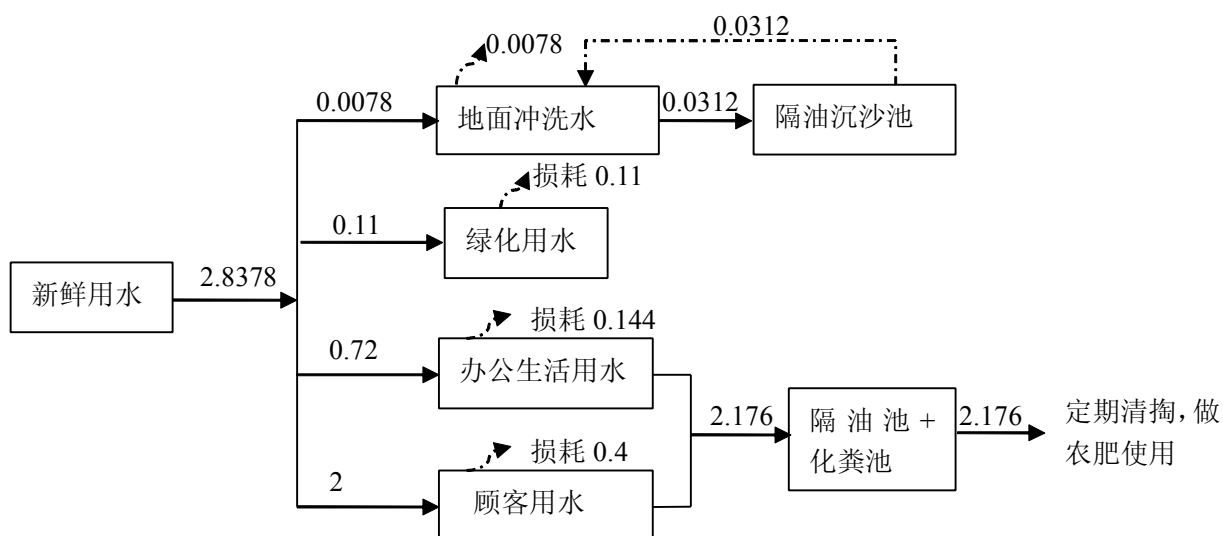 0.0312
0.0078
0.0078
地面冲洗水
0.0312
隔油沉沙池
损耗 0.11
0.11
绿化用水
新鲜用水
2.8378
损耗 0.144
0.72
办公生活用水
2.176
隔油池+
化粪池
2.176
定期清掏，做
农肥使用
损耗 0.4
2
顾客用水